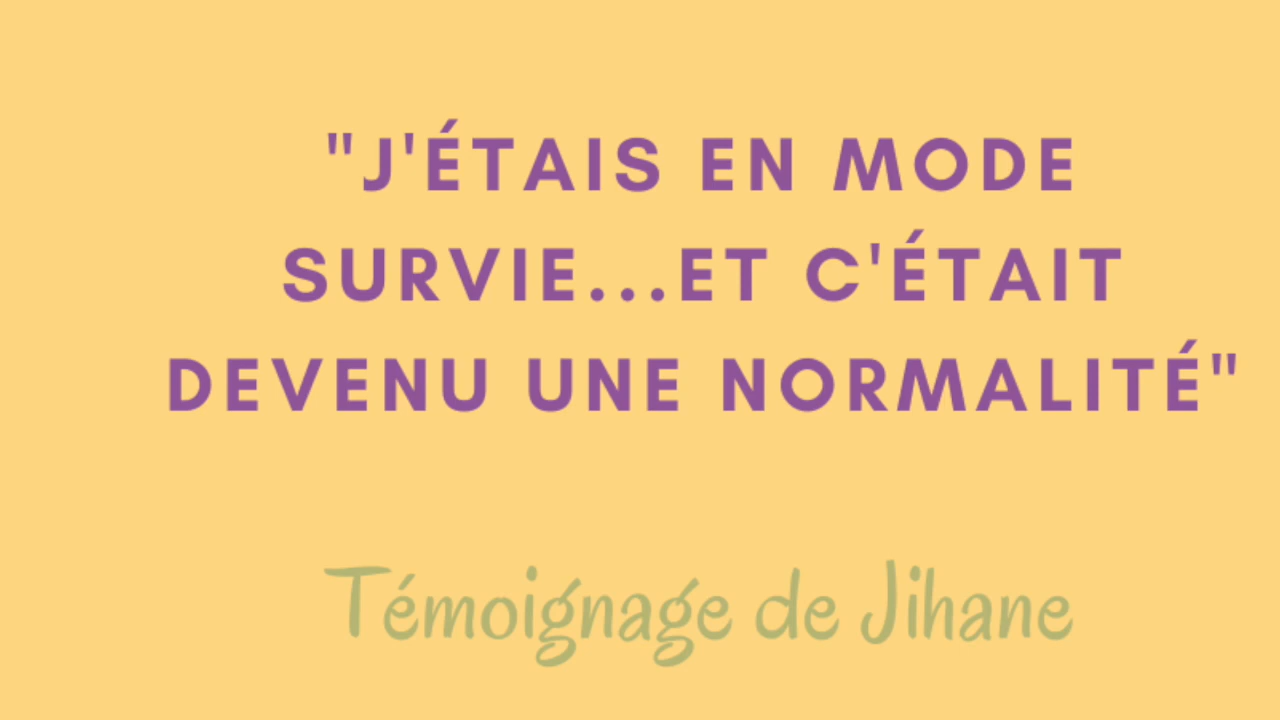 "J'ÉTAIS EN MODE
SURVIE...ET C'ÉTAIT
DEVENU UNE NORMALITÉ"
Témoignage de Jihane